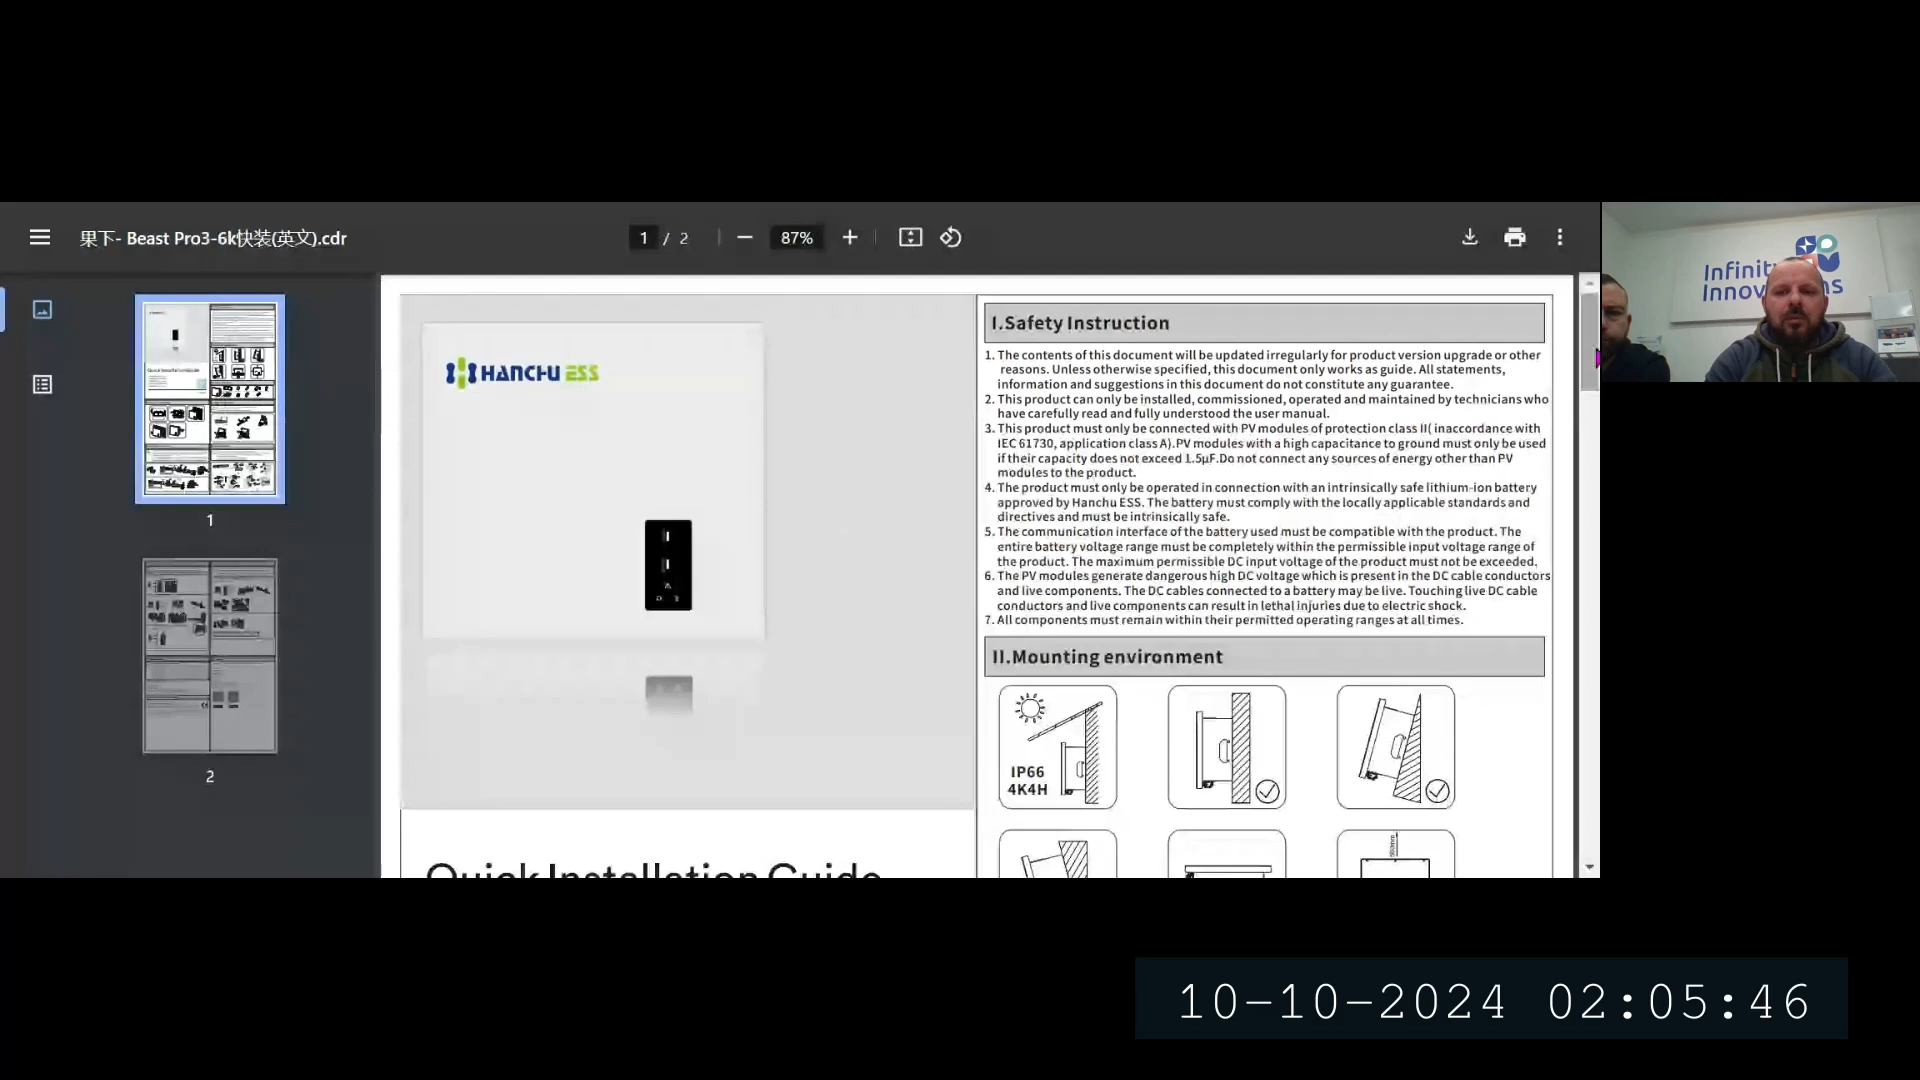 果下- Beast Pro3-6k快装(英文).cdr
1 / 2
87%
Infinity
Innov ns
1
2
HANCHU ESS
Quick Installation Guide
I.Safety Instruction
1. The contents of this document will be updated irregularly for product version upgrade or other
reasons. Unless otherwise specified, this document only works as guide. All statements,
information and suggestions in this document do not constitute any guarantee.
2. This product can only be installed, commissioned, operated and maintained by technicians who
have carefully read and fully understood the user manual.
3. This product must only be connected with PV modules of protection class II( inaccordance with
IEC 61730, application class A).PV modules with a high capacitance to ground must only be used
if their capacity does not exceed 1.5μF.Do not connect any sources of energy other than PV
modules to the product.
4. The product must only be operated in connection with an intrinsically safe lithium-ion battery
approved by Hanchu ESS. The battery must comply with the locally applicable standards and
directives and must be intrinsically safe.
5. The communication interface of the battery used must be compatible with the product. The
entire battery voltage range must be completely within the permissible input voltage range of
the product. The maximum permissible DC input voltage of the product must not be exceeded.
6. The PV modules generate dangerous high DC voltage which is present in the DC cable conductors
and live components. The DC cables connected to a battery may be live. Touching live DC cable
conductors and live components can result in lethal injuries due to electric shock.
7. All components must remain within their permitted operating ranges at all times.
II.Mounting environment
IP66
4K4H
10-10-2024 02:05:46